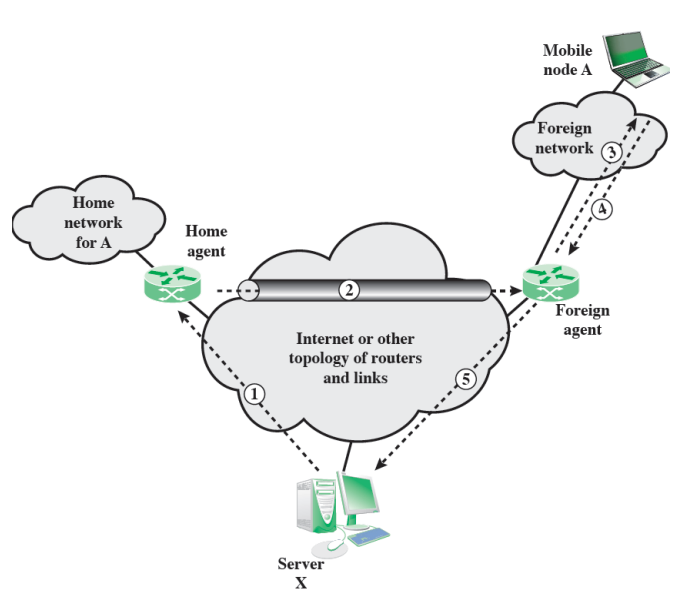 Mobile
node A
Foreign
network
3
4
Home
network
for A
Home
agent
2
Foreign
agent
Internet or other
topology of routers
and links
1
5
Server
X